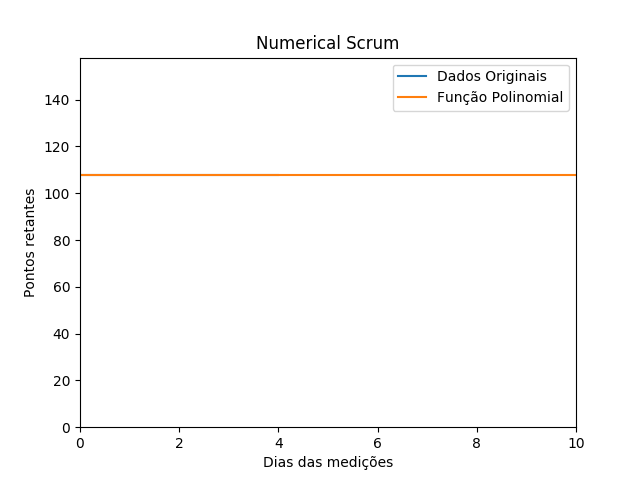 Numerical Scrum
Dados Originais
Função Polinomial
140
120
100
80
60
40
20
0
Pontos retantes
0 2 4 6 8 10
Dias das medições